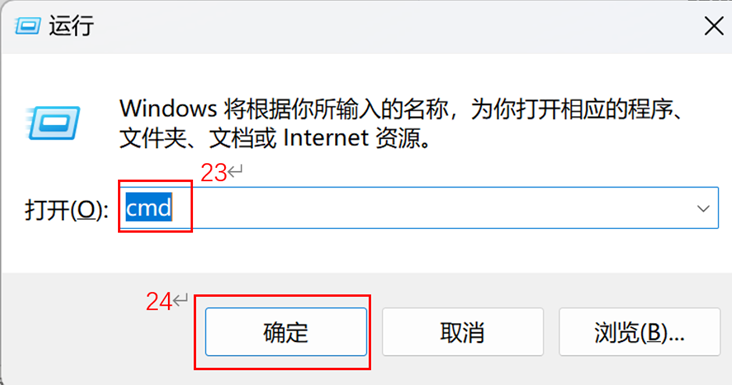 运行
Windows 将根据你所输入的名称，为你打开相应的程序、
文件夹、文档或 Internet 资源。
23
打开(O): cmd
24
确定 取消 浏览(B)...